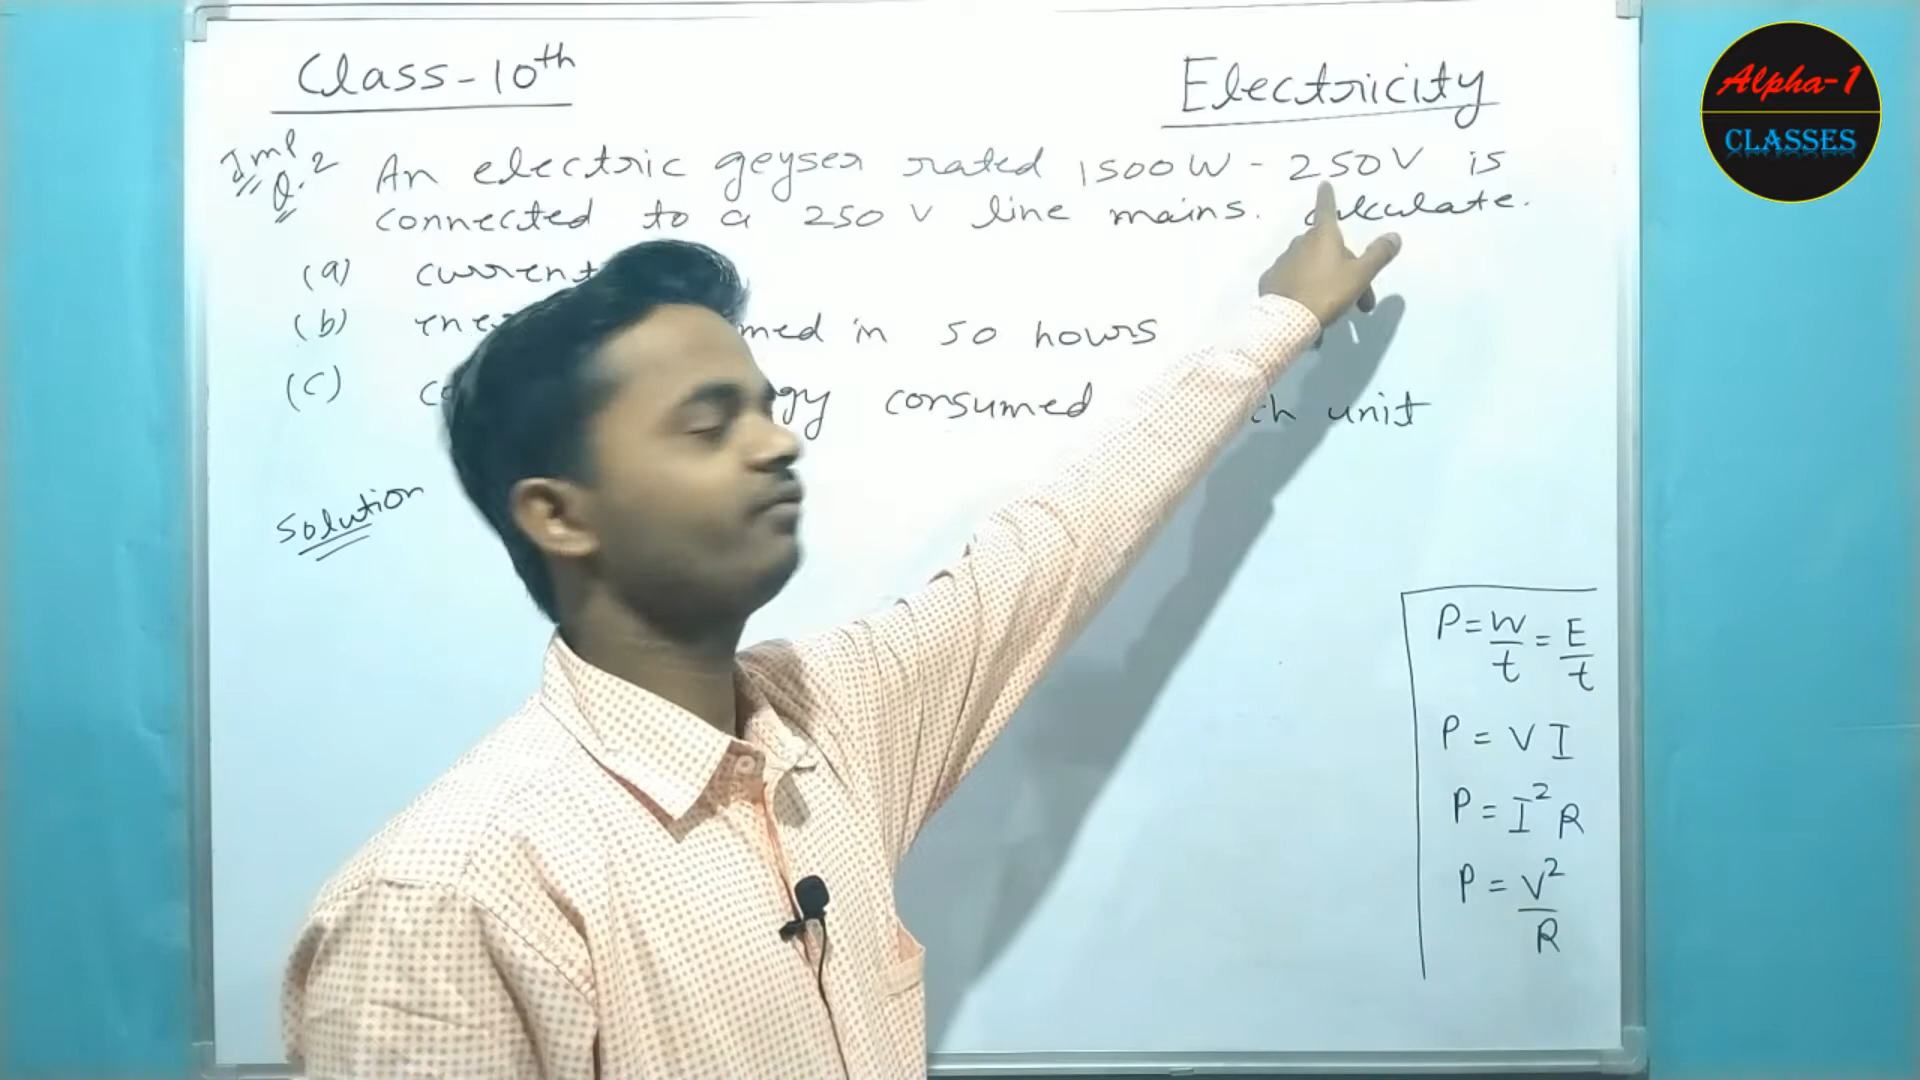 Class-10th
Electricity
Alpha-1
CLASSES
Imp
Q.2 An electric geyser rated 1500W - 250V is
connected to a 250 V line mains. calculate.
(a) current
(b) in 50 hours
(c) consumed unit
Solution
P = W/t = E/t
P = VI
P = I²R
P = V²/R